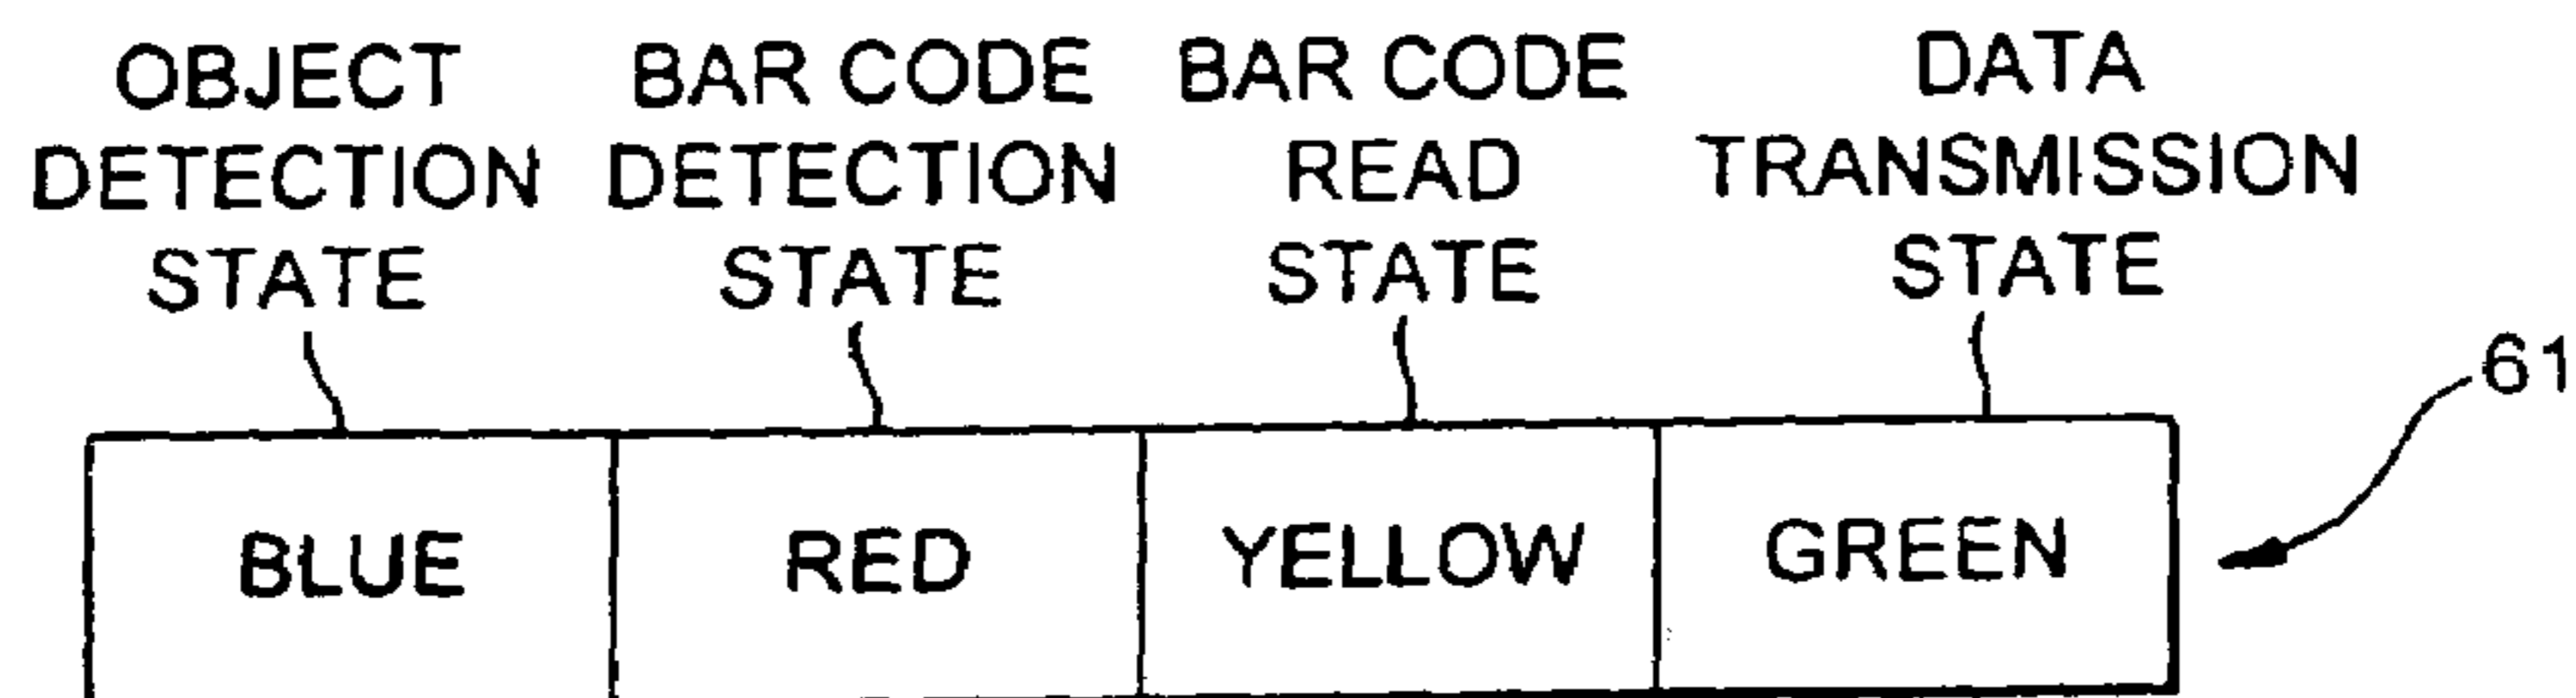 OBJECT
DETECTION
STATE
BAR CODE
DETECTION
STATE
BAR CODE
READ
STATE
DATA
TRANSMISSION
STATE
61
BLUE
RED
YELLOW
GREEN